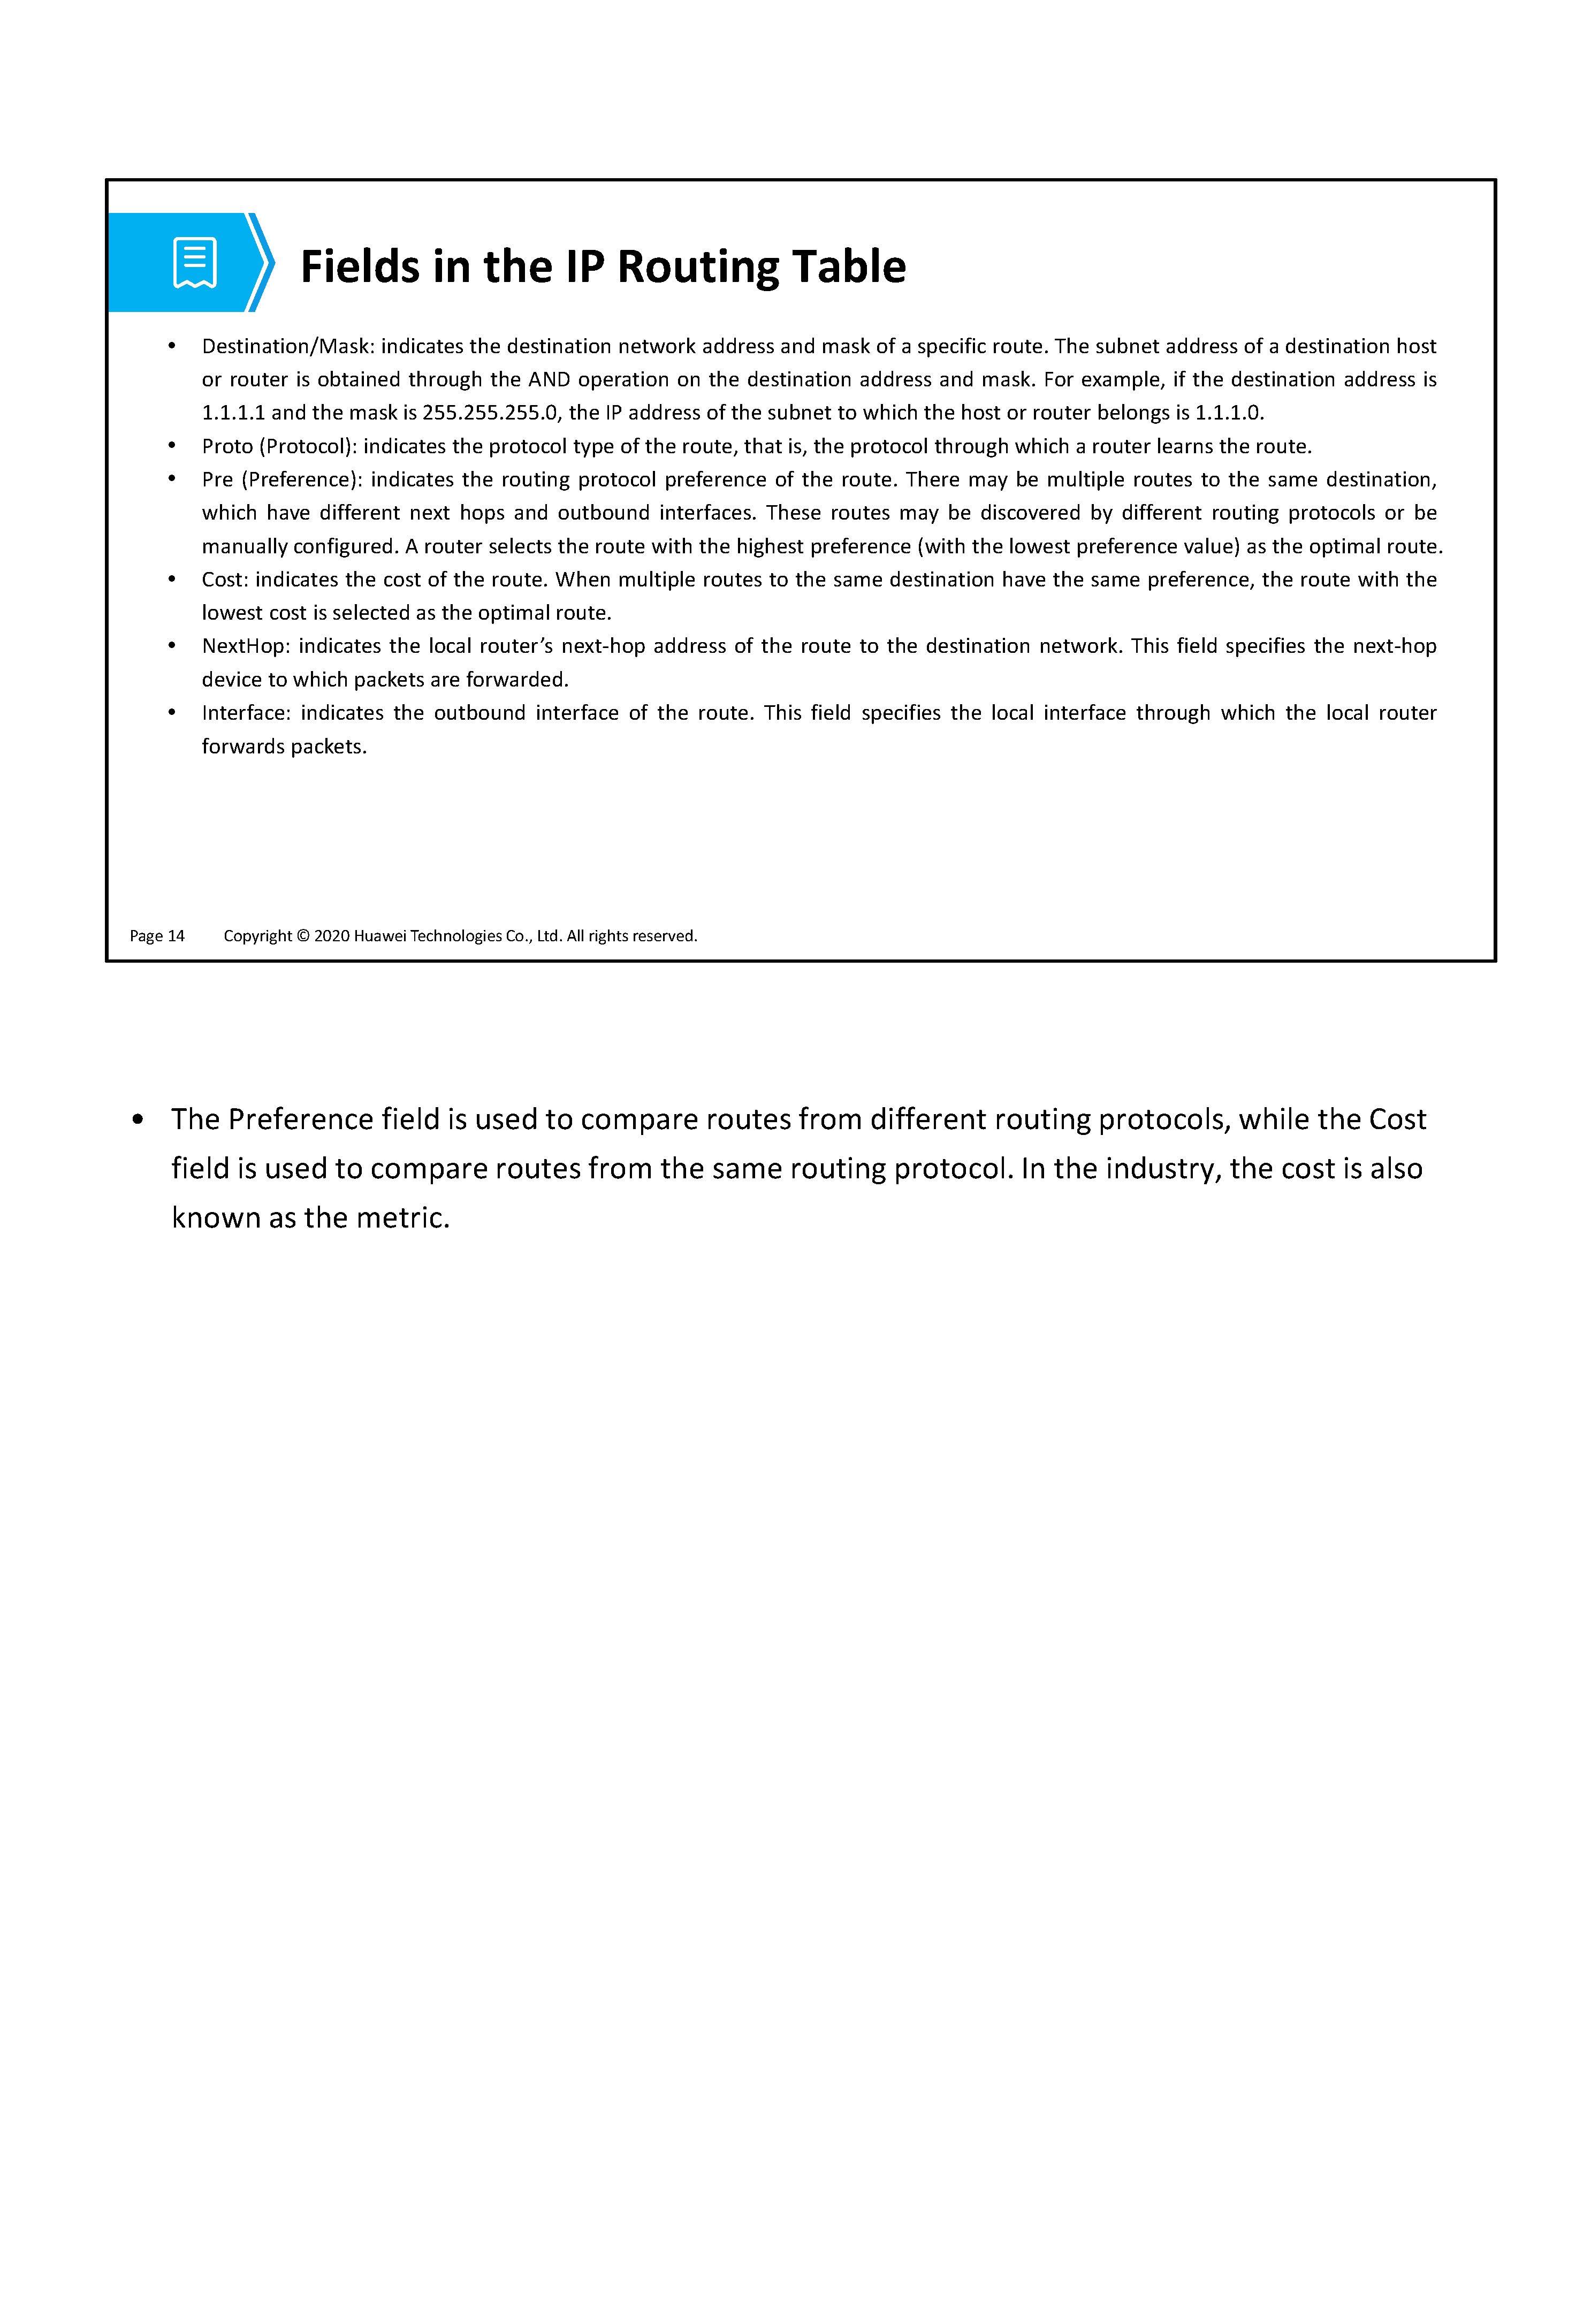 Fields in the IP Routing Table
• Destination/Mask: indicates the destination network address and mask of a specific route. The subnet address of a destination host
or router is obtained through the AND operation on the destination address and mask. For example, if the destination address is
1.1.1.1 and the mask is 255.255.255.0, the IP address of the subnet to which the host or router belongs is 1.1.1.0.
• Proto (Protocol): indicates the protocol type of the route, that is, the protocol through which a router learns the route.
• Pre (Preference): indicates the routing protocol preference of the route. There may be multiple routes to the same destination,
which have different next hops and outbound interfaces. These routes may be discovered by different routing protocols or be
manually configured. A router selects the route with the highest preference (with the lowest preference value) as the optimal route.
• Cost: indicates the cost of the route. When multiple routes to the same destination have the same preference, the route with the
lowest cost is selected as the optimal route.
• NextHop: indicates the local router’s next-hop address of the route to the destination network. This field specifies the next-hop
device to which packets are forwarded.
• Interface: indicates the outbound interface of the route. This field specifies the local interface through which the local router
forwards packets.
Page 14 Copyright © 2020 Huawei Technologies Co., Ltd. All rights reserved.
• The Preference field is used to compare routes from different routing protocols, while the Cost
field is used to compare routes from the same routing protocol. In the industry, the cost is also
known as the metric.